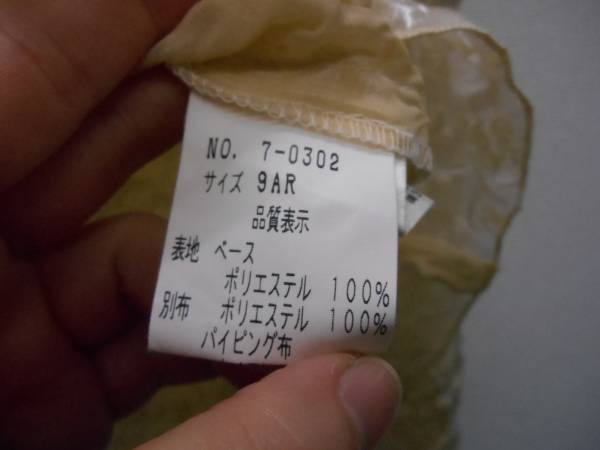 NO. 7-0302
サイズ 9AR
品質表示
表地 ベース
ポリエステル 100%
別布 ポリエステル 100%
パイピング布